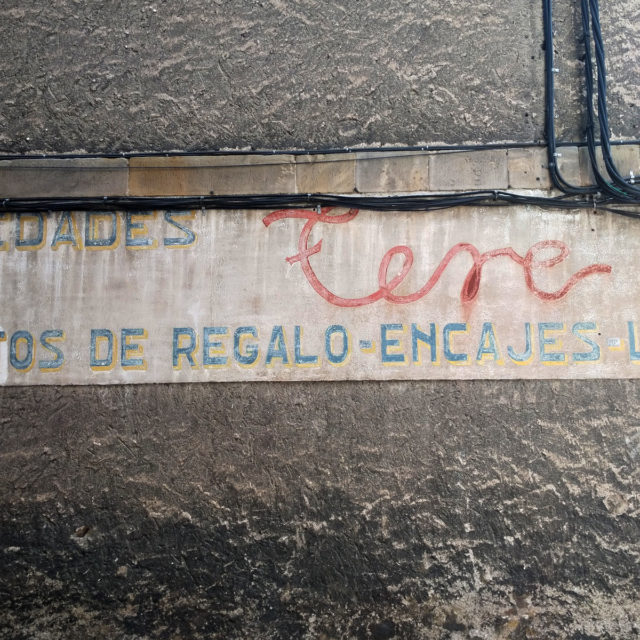 EDADES Tere
TOS DE REGALO-ENCAJES-L